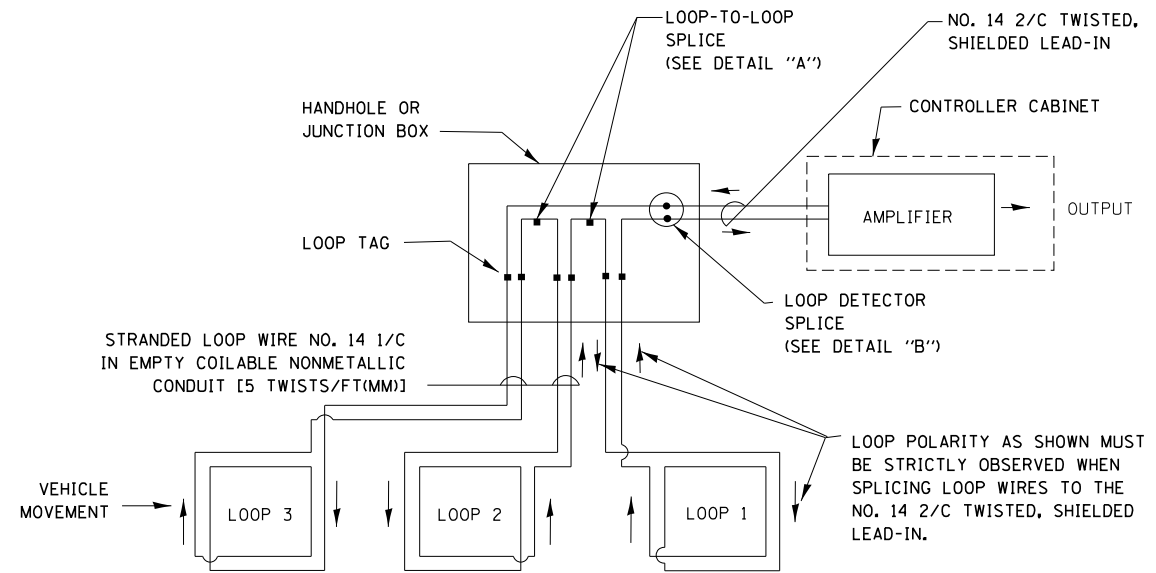 LOOP-TO-LOOP
SPLICE
(SEE DETAIL "A")
NO. 14 2/C TWISTED,
SHIELDED LEAD-IN
HANDHOLE OR
JUNCTION BOX
CONTROLLER CABINET
AMPLIFIER
OUTPUT
LOOP TAG
LOOP DETECTOR
SPLICE
(SEE DETAIL "B")
STRANDED LOOP WIRE NO. 14 1/C
IN EMPTY COILABLE NONMETALLIC
CONDUIT [5 TWISTS/FT(MM)]
LOOP POLARITY AS SHOWN MUST
BE STRICTLY OBSERVED WHEN
SPLICING LOOP WIRES TO THE
NO. 14 2/C TWISTED, SHIELDED
LEAD-IN.
VEHICLE
MOVEMENT
LOOP 3
LOOP 2
LOOP 1